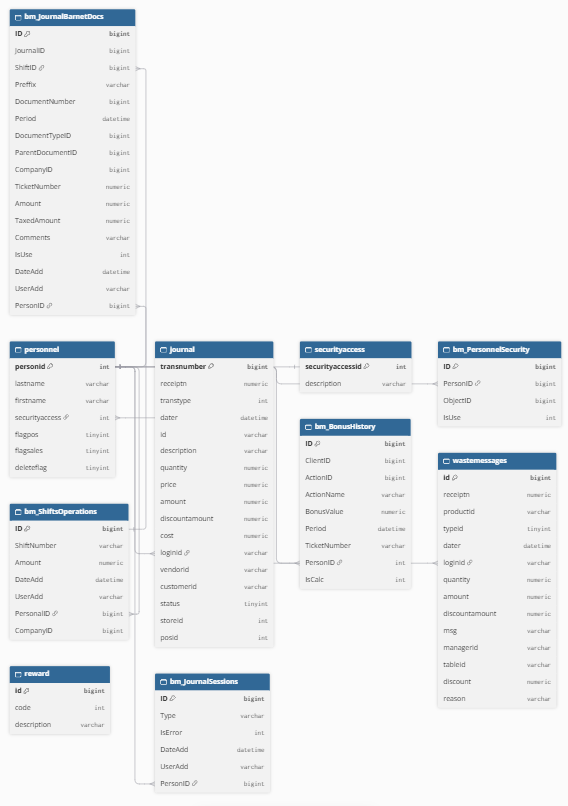 bm_JournalBarnetDocs
ID bigint
JournalID bigint
ShiftID bigint
Preffix varchar
DocumentNumber bigint
Period datetime
DocumentTypeID bigint
ParentDocumentID bigint
CompanyID bigint
TicketNumber numeric
Amount numeric
TaxedAmount numeric
Comments varchar
IsUse int
DateAdd datetime
UserAdd varchar
PersonID bigint
personnel
personid int
lastname varchar
firstname varchar
securityaccess int
flagpos tinyint
flagsales tinyint
deleteflag tinyint
journal
transnumber bigint
receiptn numeric
transtype int
dater datetime
id varchar
description varchar
quantity numeric
price numeric
amount numeric
discountamount numeric
cost numeric
loginid varchar
vendorid varchar
customerid varchar
status tinyint
storeid int
posid int
securityaccess
securityaccessid int
description varchar
bm_PersonnelSecurity
ID bigint
PersonID bigint
ObjectID bigint
IsUse int
bm_BonusHistory
ID bigint
ClientID bigint
ActionID bigint
ActionName varchar
BonusValue numeric
Period datetime
TicketNumber varchar
PersonID int
IsCalc int
wastemessages
id bigint
receiptn numeric
productid varchar
typeid tinyint
dater datetime
loginid varchar
quantity numeric
amount numeric
discountamount numeric
msg varchar
managerid varchar
tableid varchar
discount numeric
reason varchar
bm_ShiftsOperations
ID bigint
ShiftNumber varchar
Amount numeric
DateAdd datetime
UserAdd varchar
PersonalID bigint
CompanyID bigint
reward
id bigint
code int
description varchar
bm_JournalSessions
ID bigint
Type varchar
IsError int
DateAdd datetime
UserAdd varchar
PersonID bigint